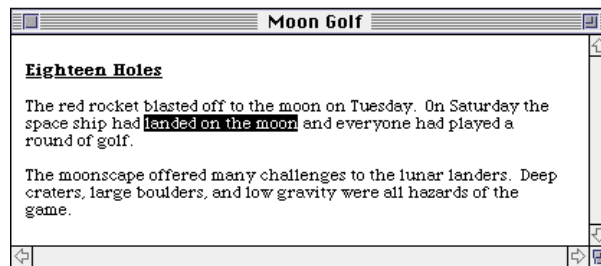 Moon Golf
Eighteen Holes
The red rocket blasted off to the moon on Tuesday. On Saturday the
space ship had landed on the moon and everyone had played a
round of golf.
The moonscape offered many challenges to the lunar landers. Deep
craters, large boulders, and low gravity were all hazards of the
game.